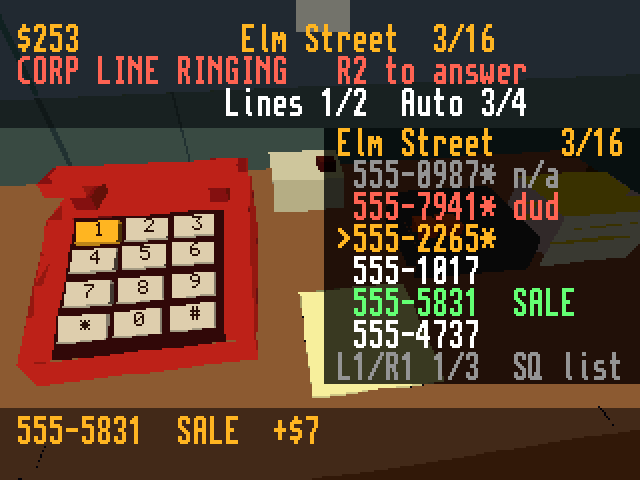 $253 Elm Street 3/16
CORP LINE RINGING R2 to answer
Lines 1/2 Auto 3/4
Elm Street 3/16
555-0987* n/a
555-7941* dud
>555-2265*
555-1017
555-5831 SALE
555-4737
L1/R1 1/3 SQ list
1 2 3
4 5 6
7 8 9
* 0 #
555-5831 SALE +$7